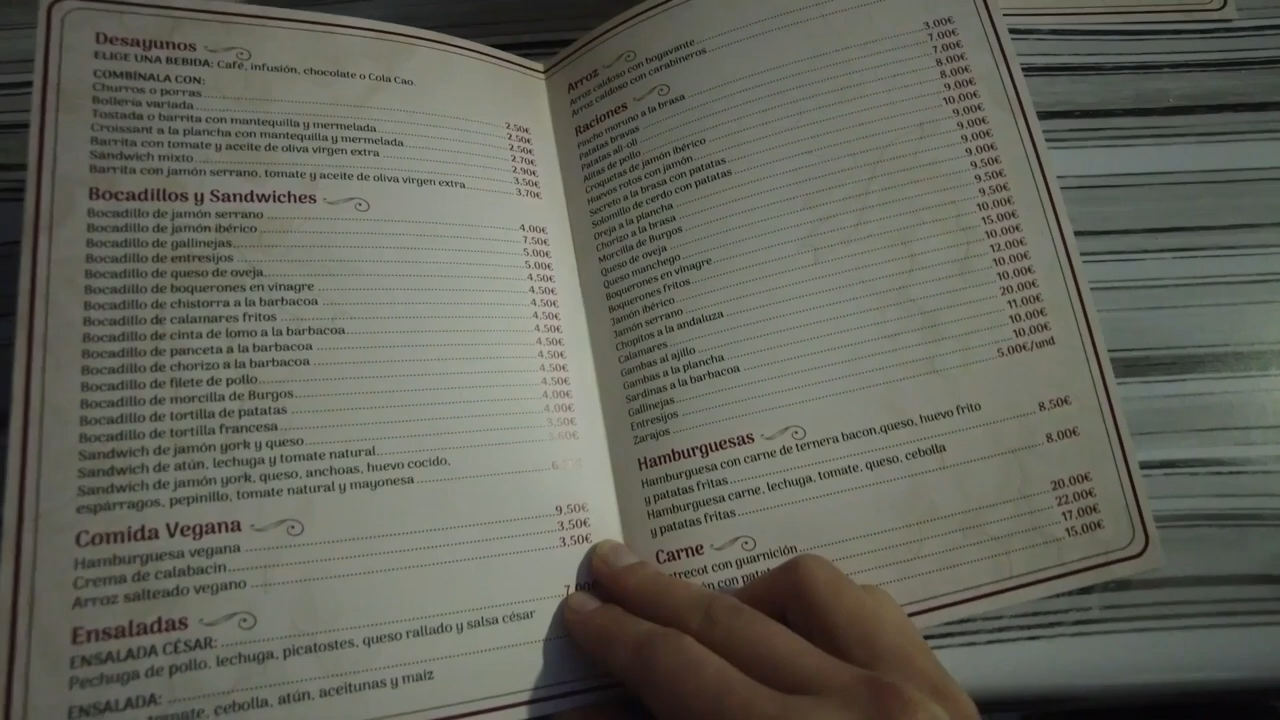 Desayunos
ELIGE UNA BEBIDA: Café, infusión, chocolate o Cola Cao.
COMBÍNALA CON:
Churros o porras 2,50€
Bollería variada 2,50€
Tostada o barrita con mantequilla y mermelada 2,50€
Croissant a la plancha con mantequilla y mermelada 2,70€
Barrita con tomate y aceite de oliva virgen extra 2,90€
Sandwich mixto 3,50€
Barrita con jamón serrano, tomate y aceite de oliva virgen extra 3,70€
Bocadillos y Sandwiches
Bocadillo de jamón serrano 4,00€
Bocadillo de jamón ibérico 7,50€
Bocadillo de gallinejas 5,00€
Bocadillo de entresijos 5,00€
Bocadillo de queso de oveja 4,50€
Bocadillo de boquerones en vinagre 4,50€
Bocadillo de chistorra a la barbacoa 4,50€
Bocadillo de calamares fritos 4,50€
Bocadillo de cinta de lomo a la barbacoa 4,50€
Bocadillo de panceta a la barbacoa 4,50€
Bocadillo de chorizo a la barbacoa 4,50€
Bocadillo de filete de pollo 4,50€
Bocadillo de morcilla de Burgos 4,50€
Bocadillo de tortilla de patatas 4,00€
Bocadillo de tortilla francesa 4,00€
Sandwich de jamón york y queso 3,50€
Sandwich de atún, lechuga y tomate natural 3,60€
Sandwich de jamón york, queso, anchoas, huevo cocido,
espárragos, pepinillo, tomate natural y mayonesa
Comida Vegana
Hamburguesa vegana 9,50€
Crema de calabacin 3,50€
Arroz salteado vegano 3,50€
Ensaladas
ENSALADA CÉSAR: 7,00€
Pechuga de pollo, lechuga, picatostes, queso rallado y salsa césar
ENSALADA:
tomate, cebolla, atún, aceitunas y maiz
Arroz
Arroz caldoso con bogavante
Arroz caldoso con carabineros
Raciones
Pincho moruno a la brasa 3,00€
Patatas bravas 7,00€
Patatas ali-oli 7,00€
Alitas de pollo 8,00€
Croquetas de jamón ibérico 8,00€
Huevos rotos con jamón 9,00€
Secreto a la brasa con patatas 10,00€
Solomillo de cerdo con patatas 9,00€
Oreja a la plancha 9,00€
Chorizo a la brasa 9,00€
Morcilla de Burgos 9,00€
Queso de oveja 9,50€
Queso manchego 9,50€
Boquerones en vinagre 9,50€
Boquerones fritos 10,00€
Jamón ibérico 15,00€
Jamón serrano 10,00€
Chopitos a la andaluza 12,00€
Calamares 10,00€
Gambas al ajillo 10,00€
Gambas a la plancha 20,00€
Sardinas a la barbacoa 11,00€
Gallinejas 10,00€
Entresijos 10,00€
Zarajos 5,00€/und
Hamburguesas
Hamburguesa con carne de ternera bacon,queso, huevo frito
y patatas fritas 8,50€
Hamburguesa carne, lechuga, tomate, queso, cebolla
y patatas fritas 8,00€
Carne
con guarnición 20,00€
con 22,00€
17,00€
15,00€